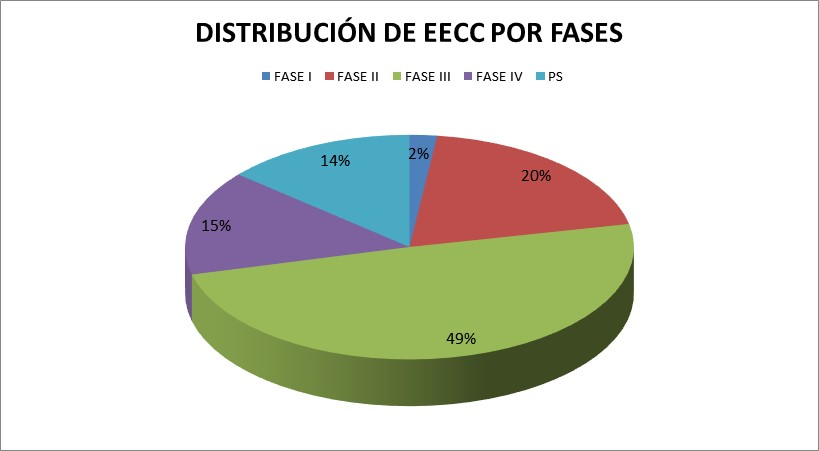 DISTRIBUCIÓN DE EECC POR FASES
FASE I FASE II FASE III FASE IV PS
2%
14%
20%
15%
49%